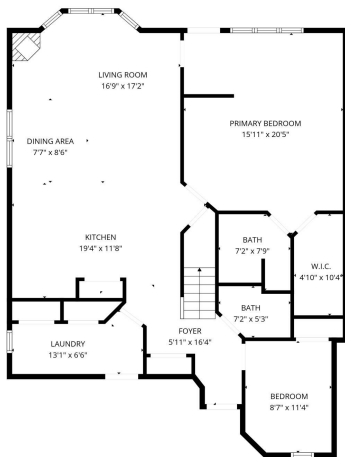 LIVING ROOM
16'9" x 17'2"
PRIMARY BEDROOM
15'11" x 20'5"
DINING AREA
7'7" x 8'6"
KITCHEN
19'4" x 11'8"
BATH
7'2" x 7'9"
W.I.C.
4'10" x 10'4"
BATH
7'2" x 5'3"
FOYER
5'11" x 16'4"
LAUNDRY
13'1" x 6'6"
BEDROOM
8'7" x 11'4"